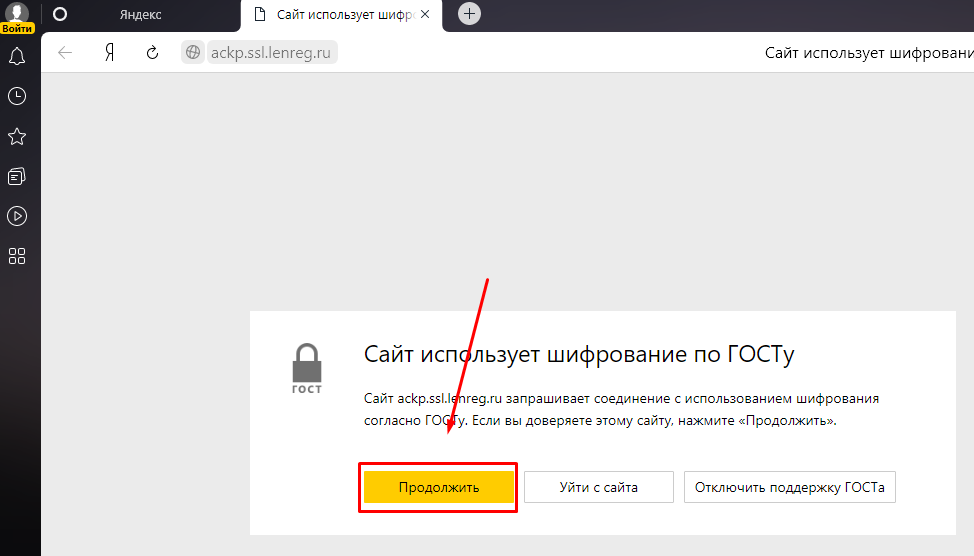 Яндекс
Сайт использует шифро
Войти
Я
ackp.ssl.lenreg.ru
Сайт использует шифровани
ГОСТ
Сайт использует шифрование по ГОСТу
Сайт ackp.ssl.lenreg.ru запрашивает соединение с использованием шифрования
согласно ГОСТу. Если вы доверяете этому сайту, нажмите «Продолжить».
Продолжить
Уйти с сайта
Отключить поддержку ГОСТа